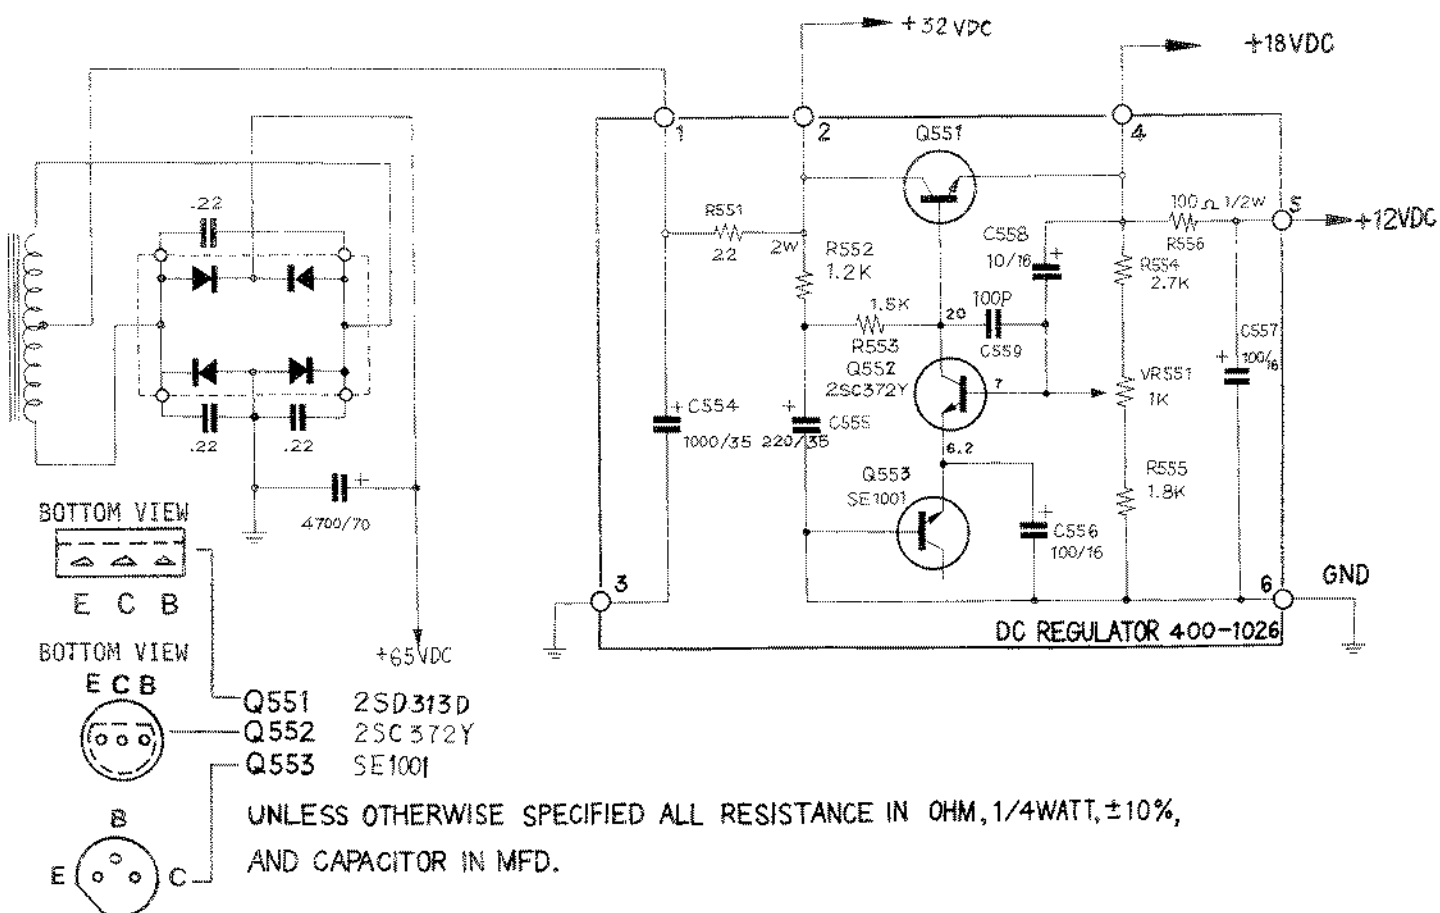 +32VDC
+18VDC
1
2
Q551
4
.22
R551
22
2W
R552
1.2K
C558
10/16
100Ω 1/2W
R556
5
+12VDC
R554
2.7K
1.5K
R553
20
100P
C559
C557
100/16
Q552
2SC372Y
7
VR551
1K
C554
1000/35
220/35
C555
.22
.22
6.2
Q553
SE1001
R555
1.8K
4700/70
C556
100/16
BOTTOM VIEW
E C B
3
6
GND
DC REGULATOR 400-1026
BOTTOM VIEW
E C B
+65VDC
Q551 2SD313D
Q552 2SC372Y
Q553 SE1001
B
E
C
UNLESS OTHERWISE SPECIFIED ALL RESISTANCE IN OHM, 1/4WATT, ±10%,
AND CAPACITOR IN MFD.